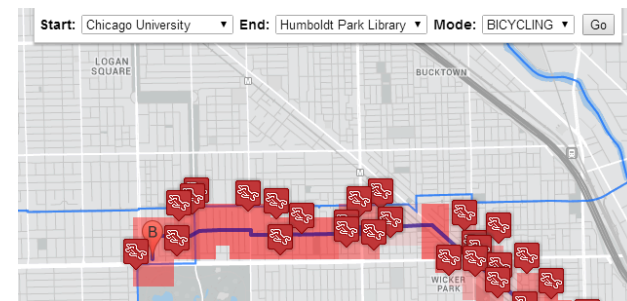 Start: Chicago University End: Humboldt Park Library Mode: BICYCLING Go
LOGAN
SQUARE
BUCKTOWN
M
M
B
WICKER
PARK